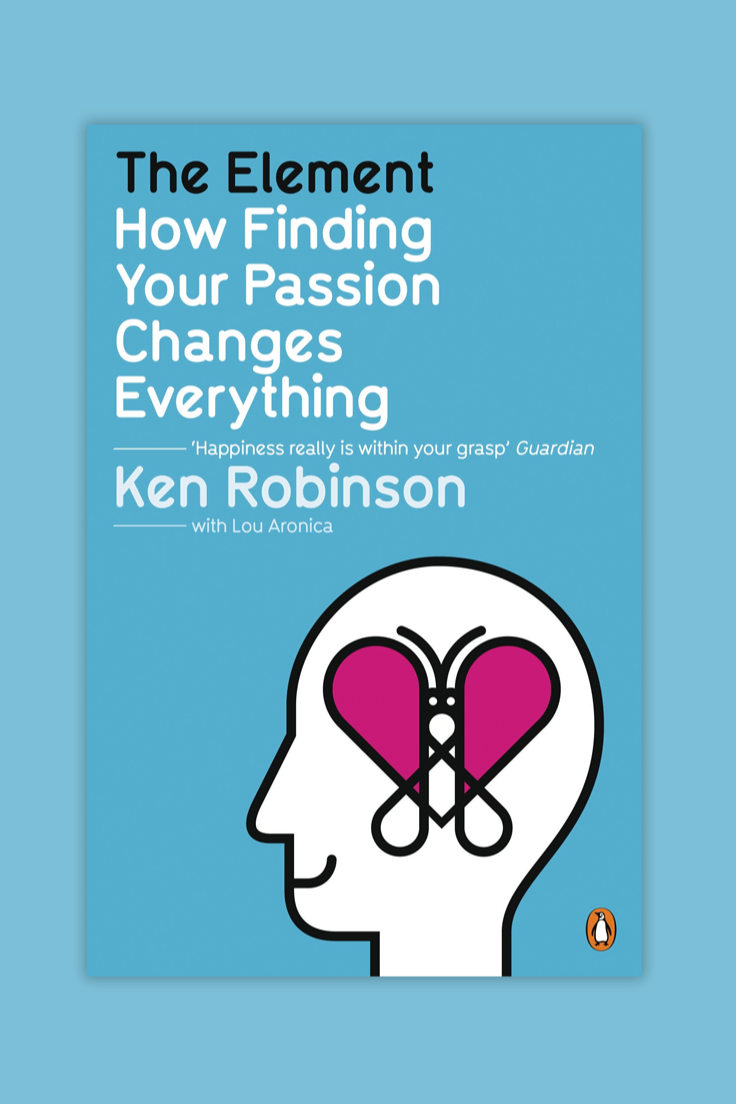 The Element
How Finding
Your Passion
Changes
Everything
‘Happiness really is within your grasp’ Guardian
Ken Robinson
with Lou Aronica